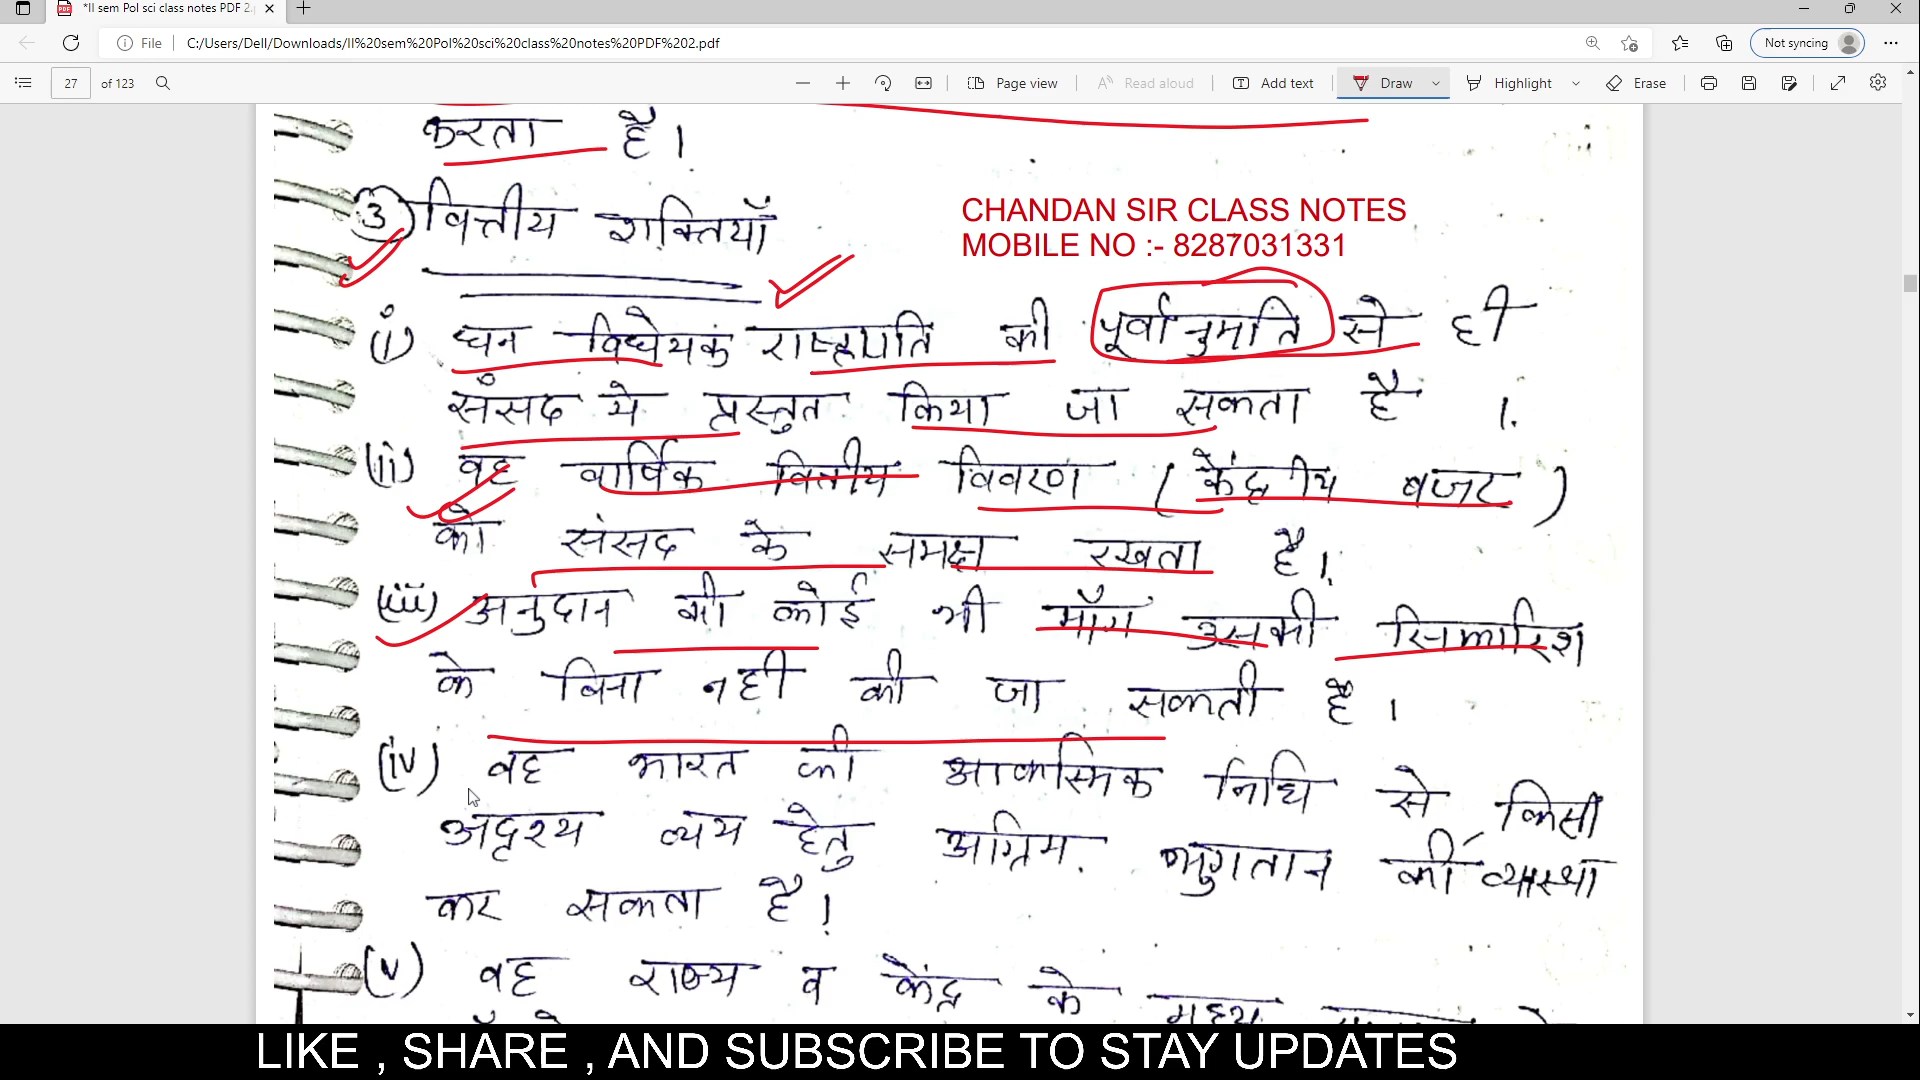 *II sem Pol sci class notes PDF 2.
File C:/Users/Dell/Downloads/II%20sem%20Pol%20sci%20class%20notes%20PDF%202.pdf
Not syncing
27 of 123
Page view
Read aloud
Add text
Draw
Highlight
Erase
करता है।
CHANDAN SIR CLASS NOTES
MOBILE NO :- 8287031331
③ वित्तीय शक्तियाँ
(i) धन विधेयक राष्ट्रपति की पूर्वानुमति से ही
संसद मे प्रस्तुत किया जा सकता है ।
(ii) वह वार्षिक वित्तीय विवरण ( केंद्रीय बजट )
को संसद के समक्ष रखता है।
(iii) अनुदान की कोई भी माँग उसकी सिफारिश
के बिना नही की जा सकती है ।
(iv) वह भारत की आकस्मिक निधि से किसी
अदृश्य व्यय हेतु अग्रिम भुगतान की व्यास्था
कर सकता है।
(v) वह राज्य व केंद्र के मध्य
LIKE , SHARE , AND SUBSCRIBE TO STAY UPDATES